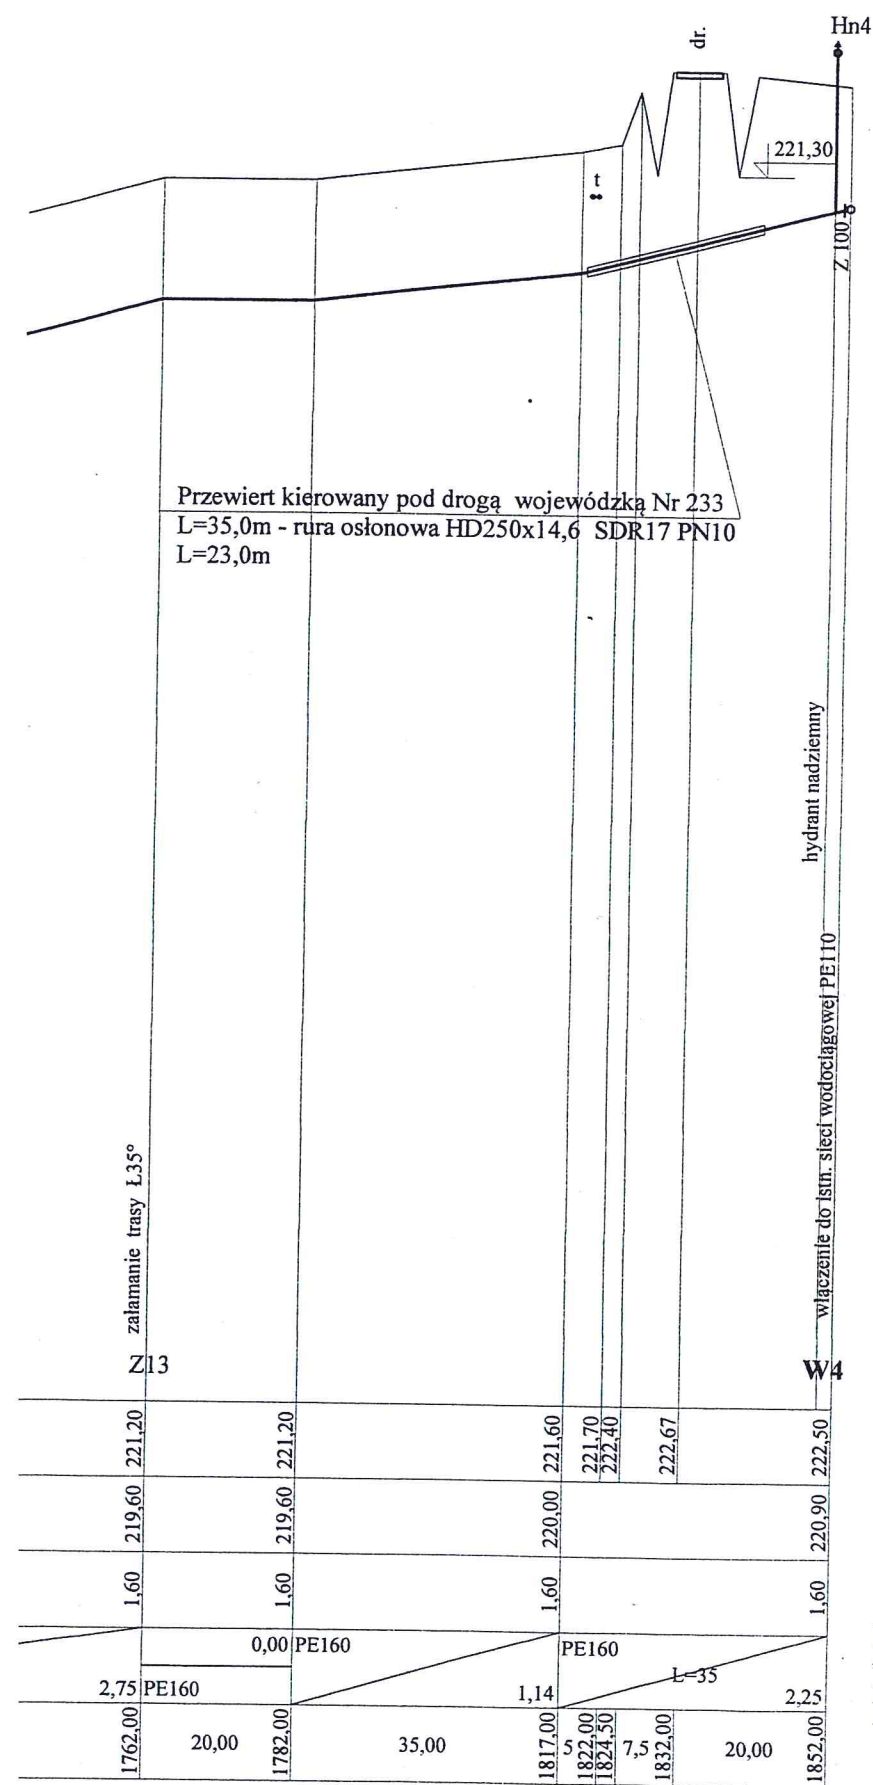 Hn4
dr.
221,30
t
Z 100
Przewiert kierowany pod drogą wojewódzką Nr 233
L=35,0m - rura osłonowa HD250x14,6 SDR17 PN10
L=23,0m
hydrant nadziemny
włączenie do istn. sieci wodociągowej PE110
załamanie trasy Ł35°
Z13
W4
221,20 221,20 221,60 221,70 222,40 222,67 222,50
219,60 219,60 220,00 220,90
1,60 1,60 1,60 1,60
0,00 PE160 PE160
L=35
2,75 PE160 1,14 2,25
1762,00 20,00 1782,00 35,00 1817,00 5 1822,00 1824,50 7,5 1832,00 20,00 1852,00